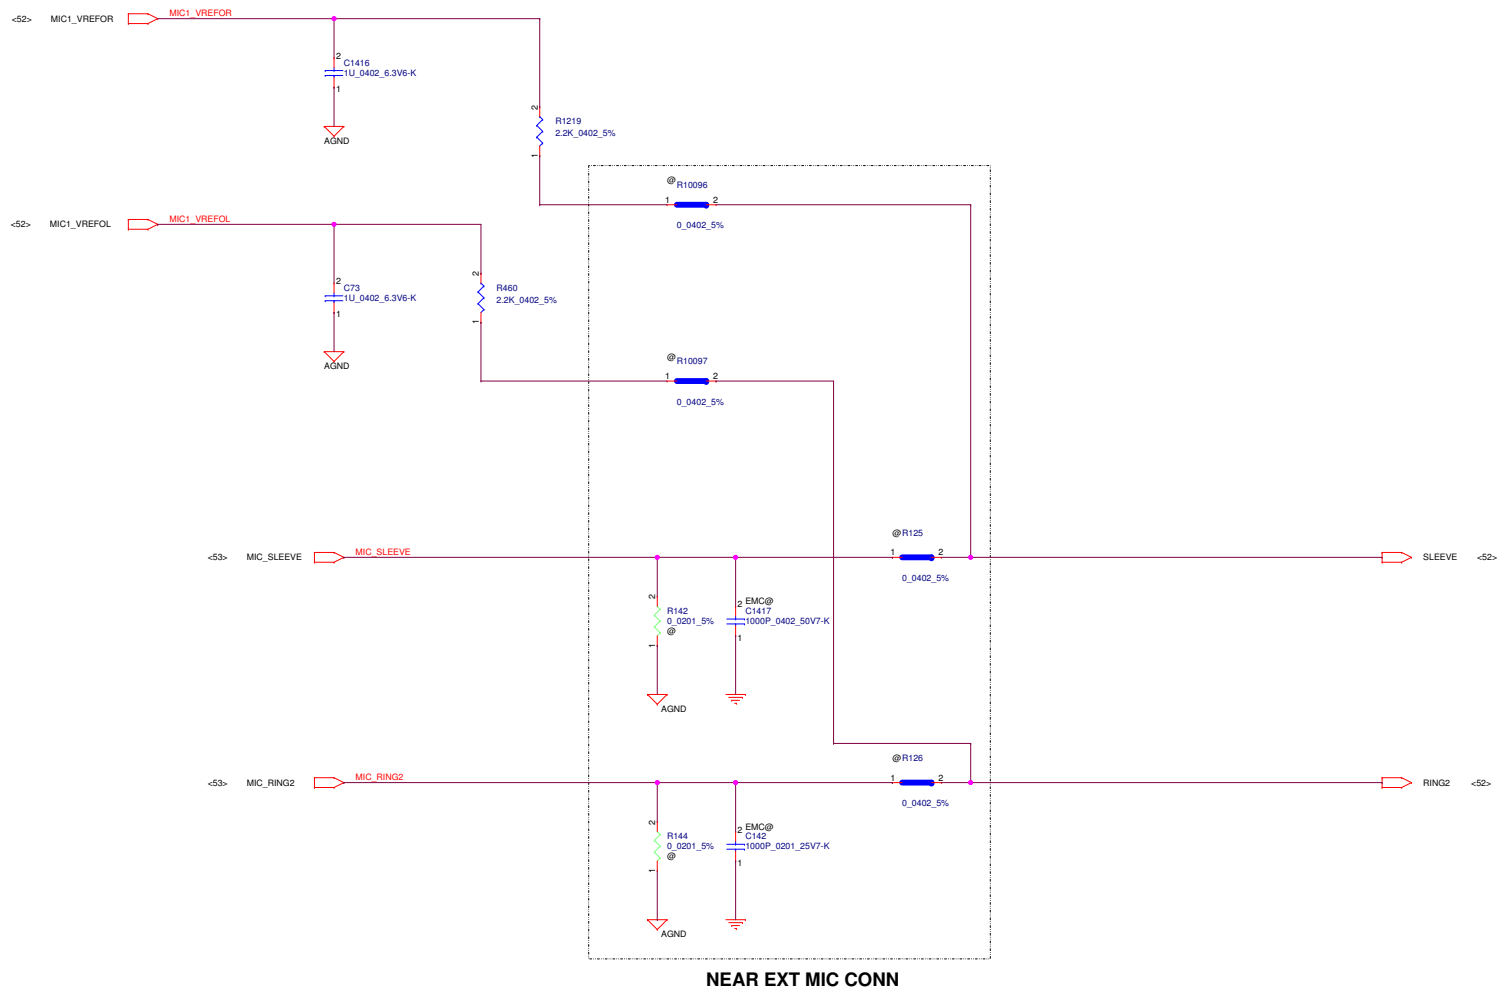 <52> MIC1_VREFOR MIC1_VREFOR
2
C1416
1U_0402_6.3V6-K
1
AGND
2
R1219
2.2K_0402_5%
1
@
R10096
1 2
0_0402_5%
<52> MIC1_VREFOL MIC1_VREFOL
2
C73
1U_0402_6.3V6-K
1
AGND
2
R460
2.2K_0402_5%
1
@
R10097
1 2
0_0402_5%
@R125
<53> MIC_SLEEVE MIC_SLEEVE
1 2
SLEEVE <52>
0_0402_5%
2
R142
0_0201_5%
@
1
AGND
2 EMC@
C1417
1000P_0402_50V7-K
1
@R126
<53> MIC_RING2 MIC_RING2
1 2
RING2 <52>
0_0402_5%
2
R144
0_0201_5%
@
1
AGND
2 EMC@
C142
1000P_0201_25V7-K
1
NEAR EXT MIC CONN